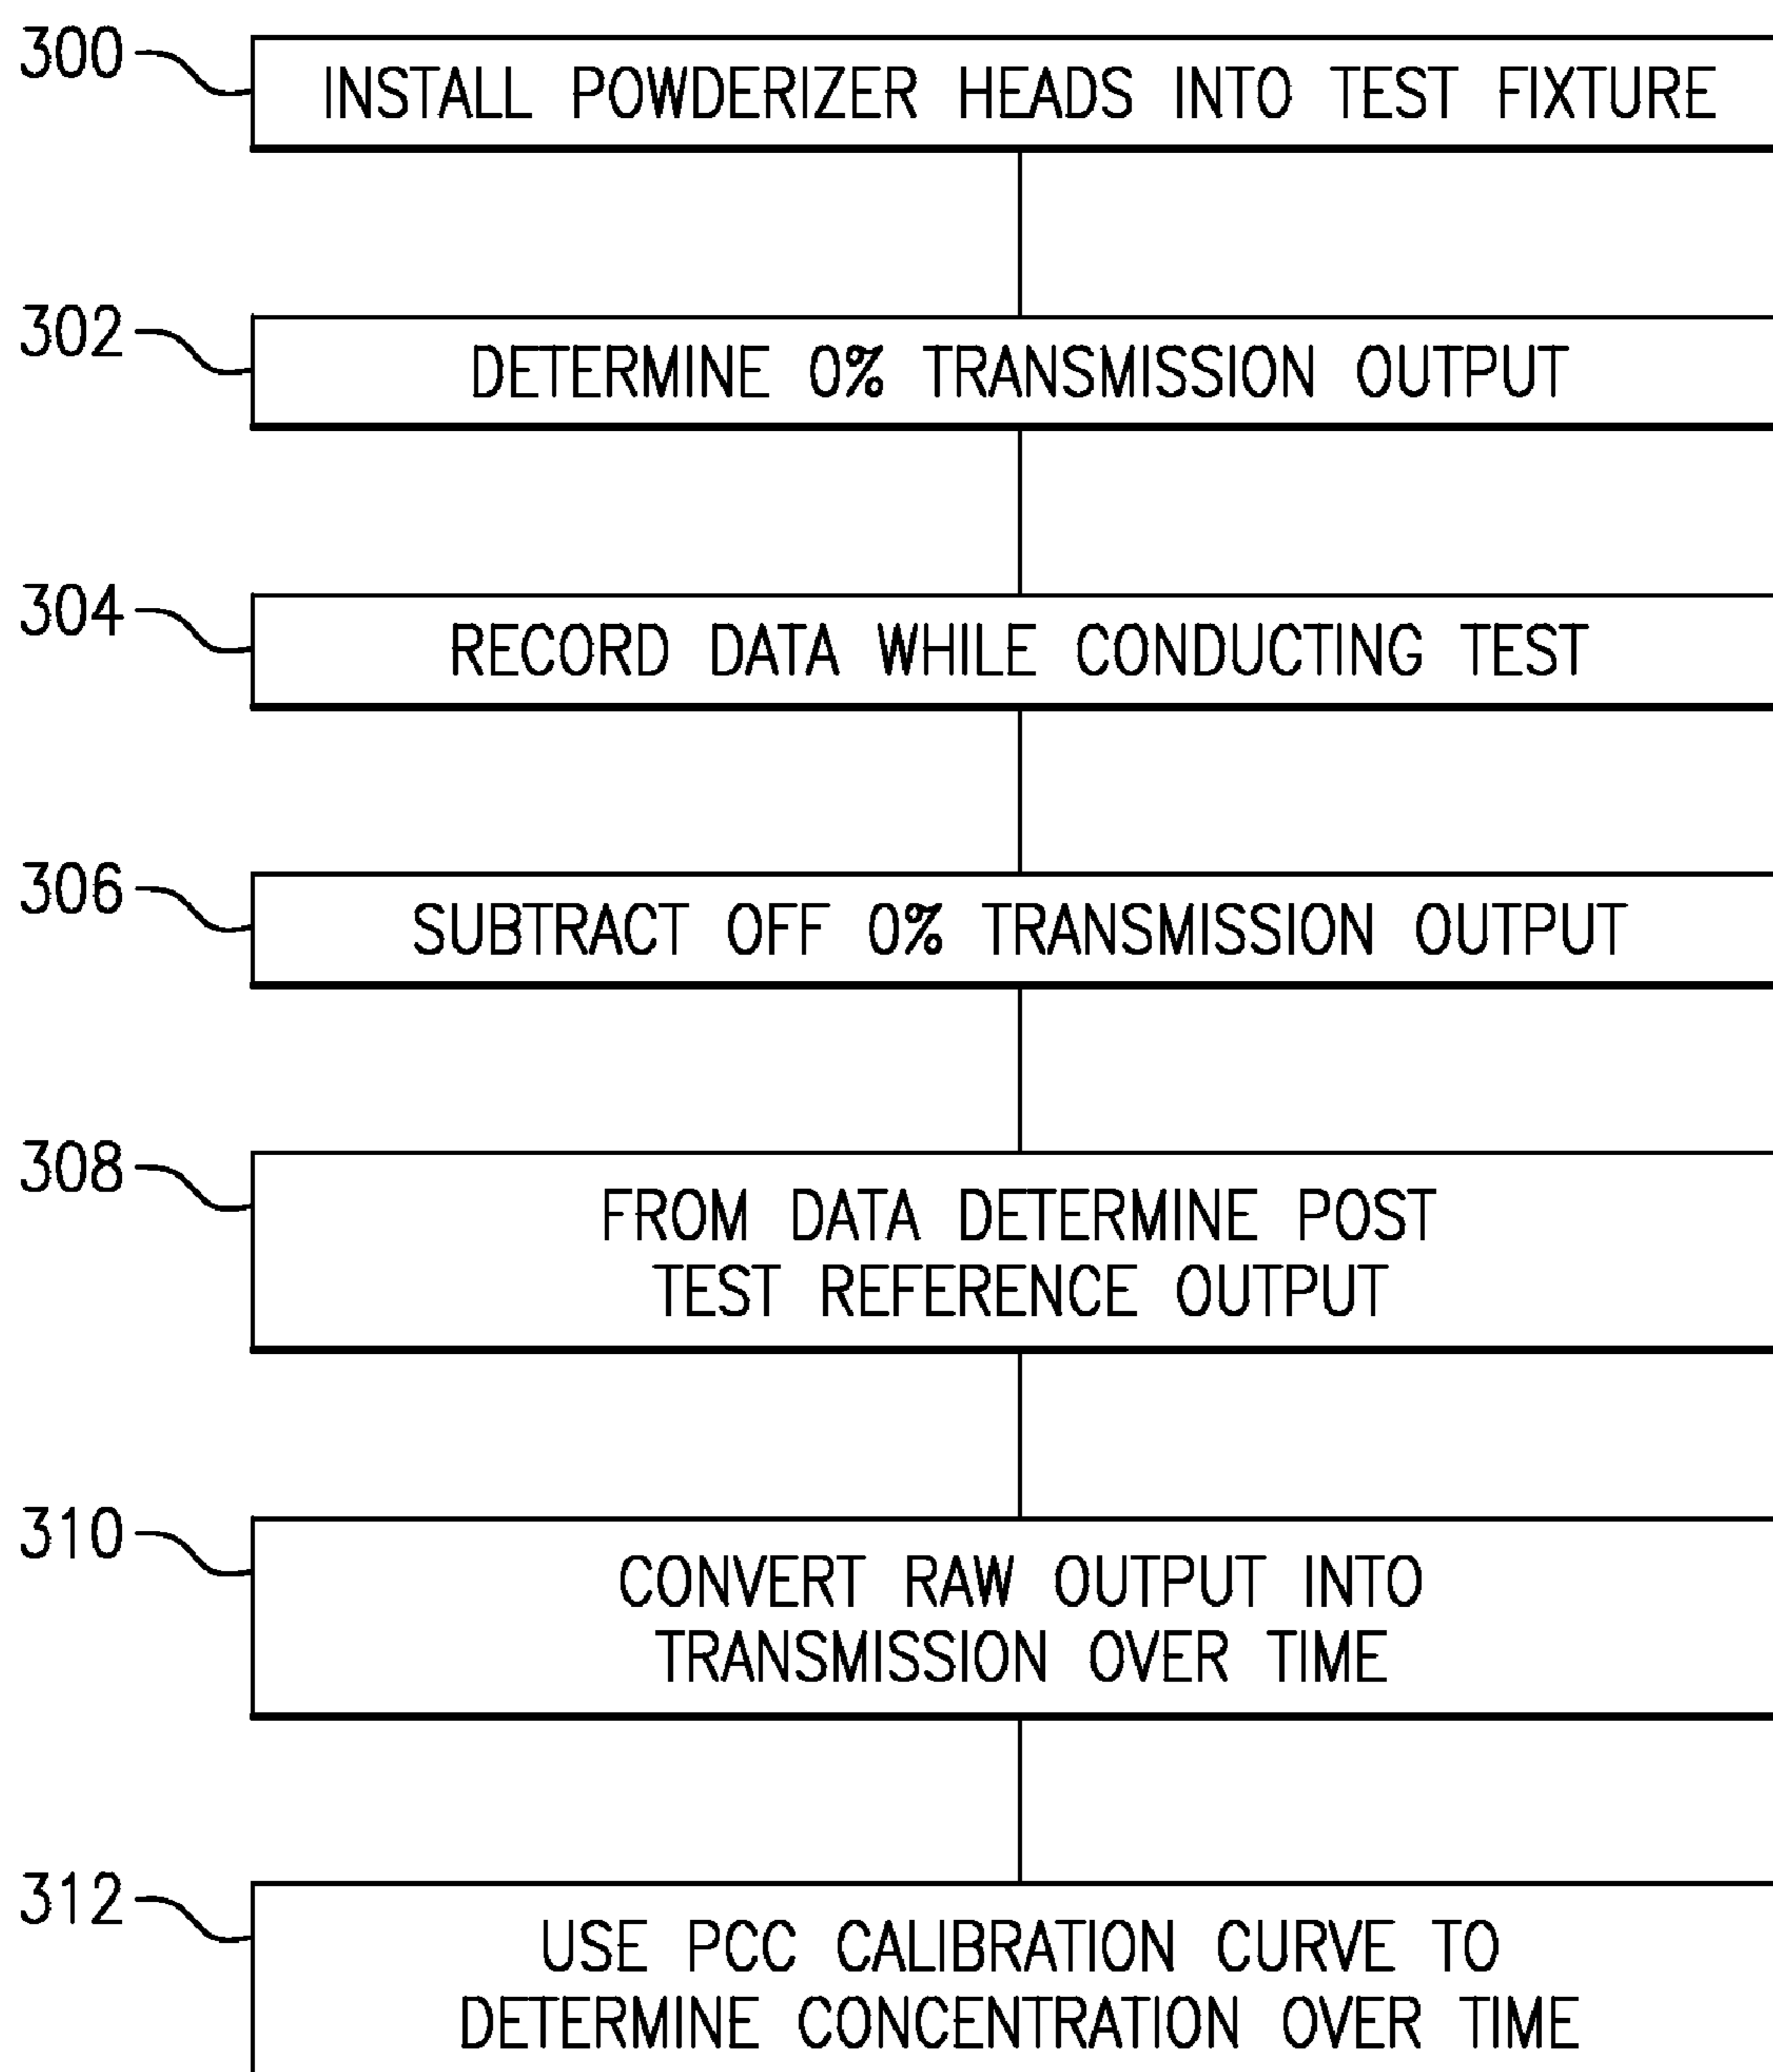 300
INSTALL POWDERIZER HEADS INTO TEST FIXTURE
302
DETERMINE 0% TRANSMISSION OUTPUT
304
RECORD DATA WHILE CONDUCTING TEST
306
SUBTRACT OFF 0% TRANSMISSION OUTPUT
308
FROM DATA DETERMINE POST
TEST REFERENCE OUTPUT
310
CONVERT RAW OUTPUT INTO
TRANSMISSION OVER TIME
312
USE PCC CALIBRATION CURVE TO
DETERMINE CONCENTRATION OVER TIME